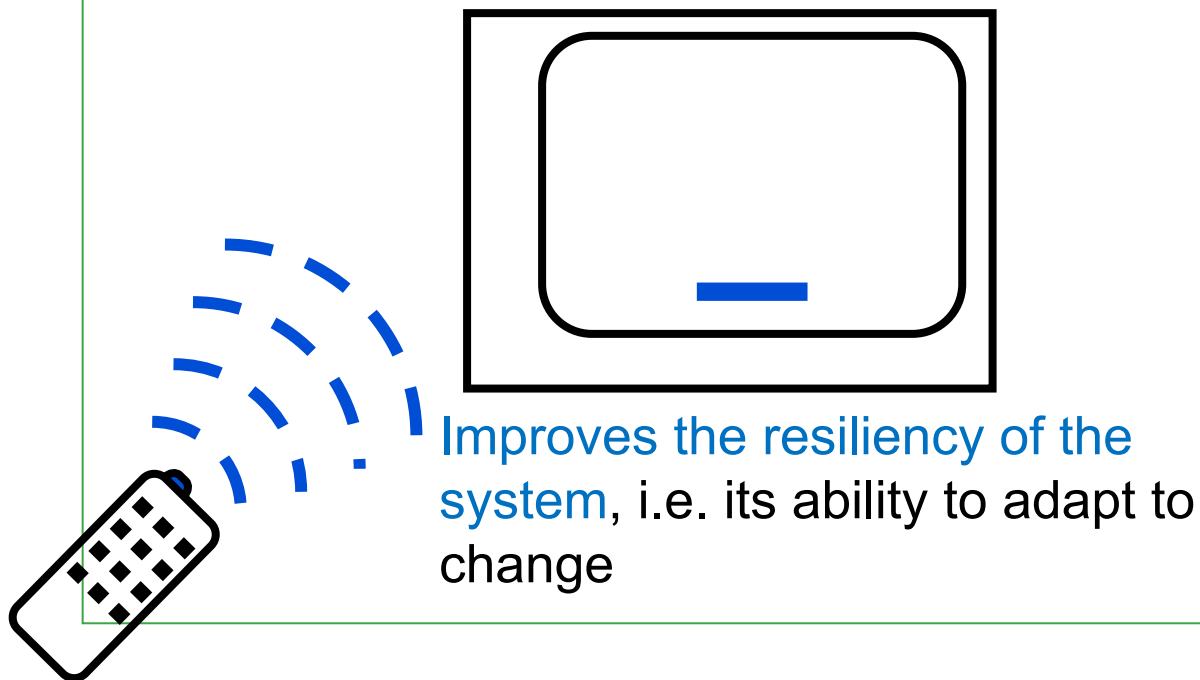 Improves the resiliency of the
system, i.e. its ability to adapt to
change